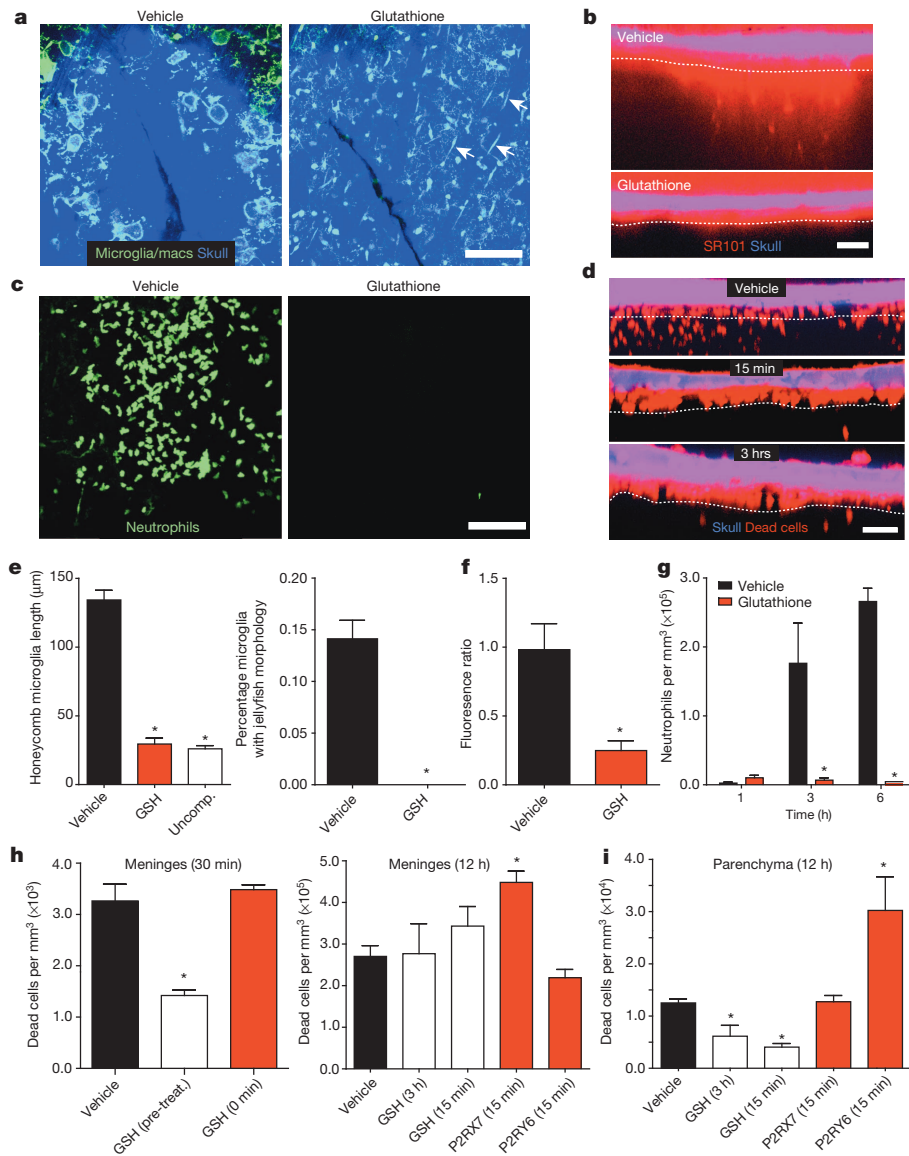 a
Vehicle
Glutathione
Microglia/macs Skull
b
Vehicle
Glutathione
SR101 Skull
c
Vehicle
Glutathione
Neutrophils
d
Vehicle
15 min
3 hrs
Skull Dead cells
e
Honeycomb microglia length (μm)
150
100
50
0
Vehicle
GSH
Uncomp.
*
*
Percentage microglia
with jellyfish morphology
0.20
0.15
0.10
0.05
0.00
Vehicle
GSH
*
f
Fluoresence ratio
1.5
1.0
0.5
0.0
Vehicle
GSH
*
g
Neutrophils per mm³ (×10⁵)
3.0
2.0
1.0
0.0
Vehicle
Glutathione
*
*
1
3
6
Time (h)
h
Meninges (30 min)
Dead cells per mm³ (×10³)
4.0
3.0
2.0
1.0
0.0
*
Vehicle
GSH (pre-treat.)
GSH (0 min)
Meninges (12 h)
Dead cells per mm³ (×10⁵)
5.0
4.0
3.0
2.0
1.0
0.0
*
Vehicle
GSH (3 h)
GSH (15 min)
P2RX7 (15 min)
P2RY6 (15 min)
i
Parenchyma (12 h)
Dead cells per mm³ (×10⁴)
4.0
3.0
2.0
1.0
0.0
*
*
*
Vehicle
GSH (3 h)
GSH (15 min)
P2RX7 (15 min)
P2RY6 (15 min)